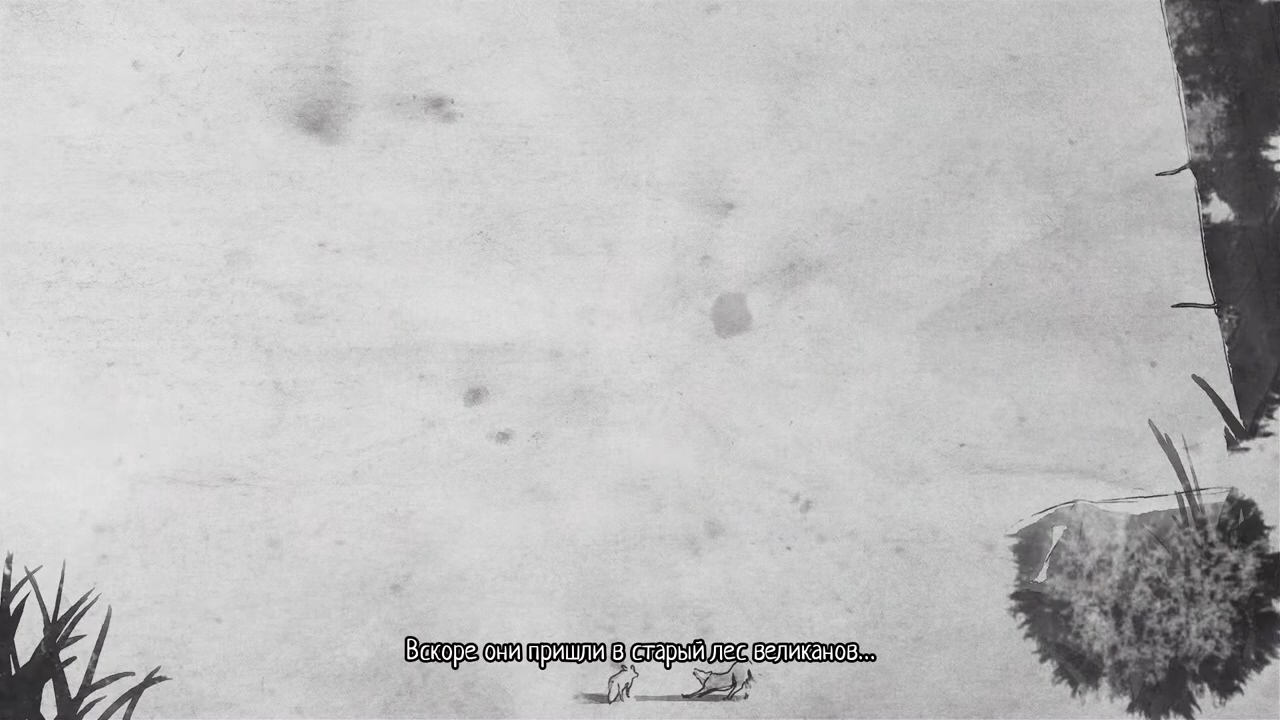 Вскоре они пришли в старый лес великанов...